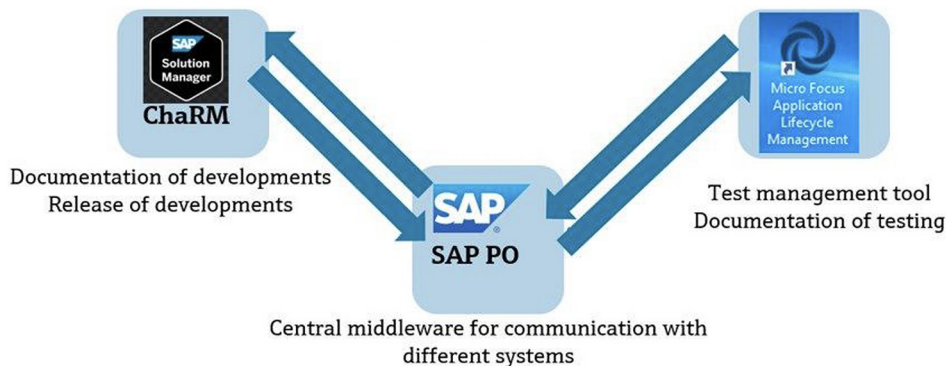 SAP
Solution
Manager
ChaRM
Documentation of developments
Release of developments
SAP
SAP PO
Central middleware for communication with
different systems
Micro Focus
Application
Lifecycle
Management
Test management tool
Documentation of testing